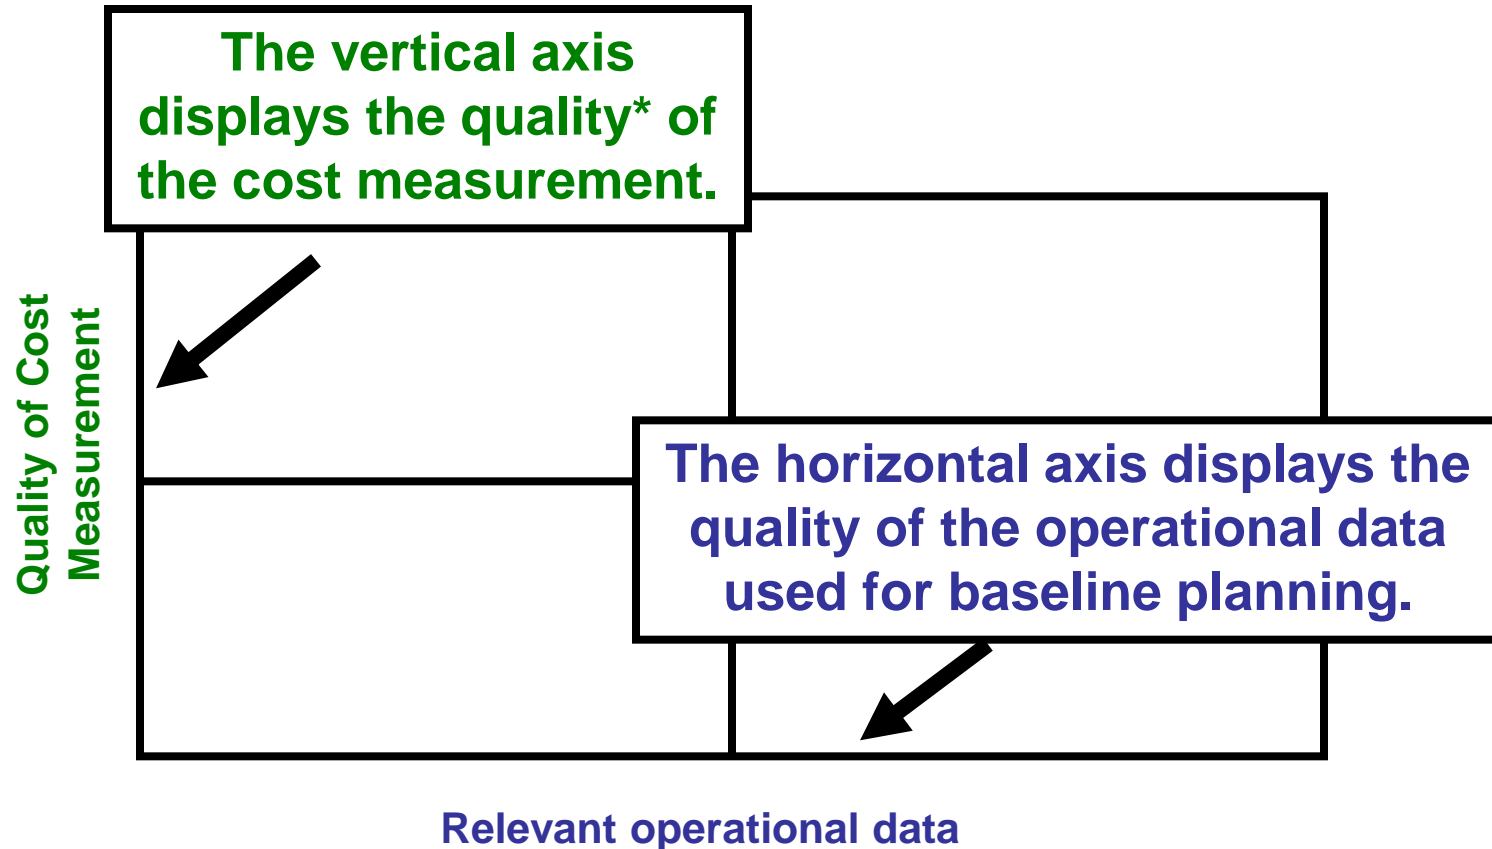 The vertical axis
displays the quality* of
the cost measurement.
Quality of Cost
Measurement
The horizontal axis displays the
quality of the operational data
used for baseline planning.
Relevant operational data